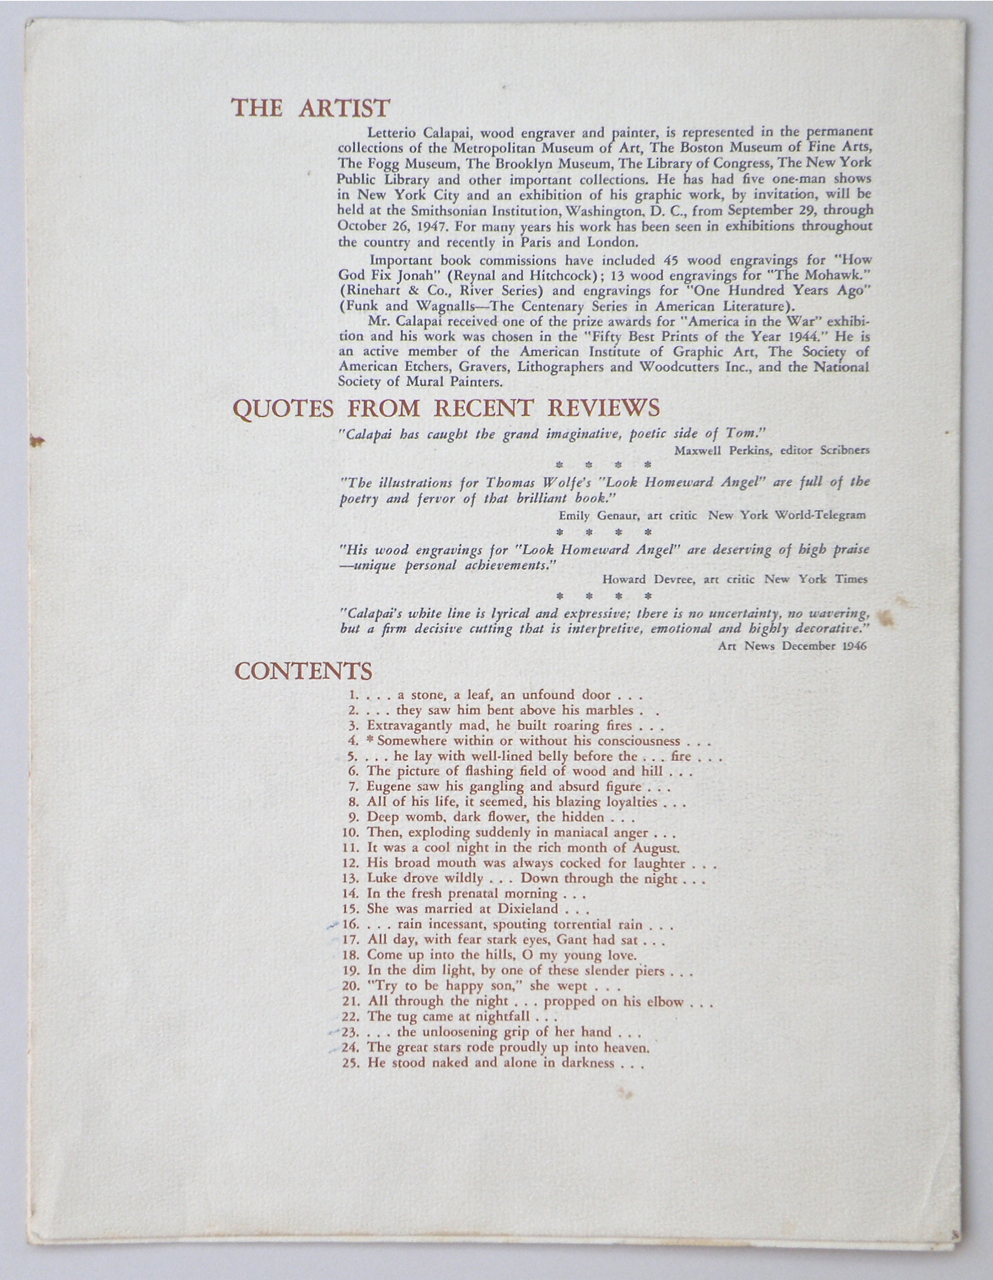 THE ARTIST
Letterio Calapai, wood engraver and painter, is represented in the permanent
collections of the Metropolitan Museum of Art, The Boston Museum of Fine Arts,
The Fogg Museum, The Brooklyn Museum, The Library of Congress, The New York
Public Library and other important collections. He has had five one-man shows
in New York City and an exhibition of his graphic work, by invitation, will be
held at the Smithsonian Institution, Washington, D. C., from September 29, through
October 26, 1947. For many years his work has been seen in exhibitions throughout
the country and recently in Paris and London.
Important book commissions have included 45 wood engravings for "How
God Fix Jonah" (Reynal and Hitchcock); 13 wood engravings for "The Mohawk."
(Rinehart & Co., River Series) and engravings for "One Hundred Years Ago"
(Funk and Wagnalls—The Centenary Series in American Literature).
Mr. Calapai received one of the prize awards for "America in the War" exhibi-
tion and his work was chosen in the "Fifty Best Prints of the Year 1944." He is
an active member of the American Institute of Graphic Art, The Society of
American Etchers, Gravers, Lithographers and Woodcutters Inc., and the National
Society of Mural Painters.
QUOTES FROM RECENT REVIEWS
"Calapai has caught the grand imaginative, poetic side of Tom."
Maxwell Perkins, editor Scribners
* * * *
"The illustrations for Thomas Wolfe's "Look Homeward Angel" are full of the
poetry and fervor of that brilliant book."
Emily Genaur, art critic New York World-Telegram
* * * *
"His wood engravings for "Look Homeward Angel" are deserving of high praise
—unique personal achievements."
Howard Devree, art critic New York Times
* * * *
"Calapai's white line is lyrical and expressive; there is no uncertainty, no wavering,
but a firm decisive cutting that is interpretive, emotional and highly decorative."
Art News December 1946
CONTENTS
1. . . . a stone, a leaf, an unfound door . . .
2. . . . they saw him bent above his marbles . .
3. Extravagantly mad, he built roaring fires . . .
4. * Somewhere within or without his consciousness . . .
5. . . . he lay with well-lined belly before the . . . fire . . .
6. The picture of flashing field of wood and hill . . .
7. Eugene saw his gangling and absurd figure . . .
8. All of his life, it seemed, his blazing loyalties . . .
9. Deep womb, dark flower, the hidden . . .
10. Then, exploding suddenly in maniacal anger . . .
11. It was a cool night in the rich month of August.
12. His broad mouth was always cocked for laughter . . .
13. Luke drove wildly . . . Down through the night . . .
14. In the fresh prenatal morning . . .
15. She was married at Dixieland . . .
16. . . . rain incessant, spouting torrential rain . . .
17. All day, with fear stark eyes, Gant had sat . . .
18. Come up into the hills, O my young love.
19. In the dim light, by one of these slender piers . . .
20. "Try to be happy son," she wept . . .
21. All through the night . . . propped on his elbow . . .
22. The tug came at nightfall . . .
23. . . . the unloosening grip of her hand . . .
24. The great stars rode proudly up into heaven.
25. He stood naked and alone in darkness . . .